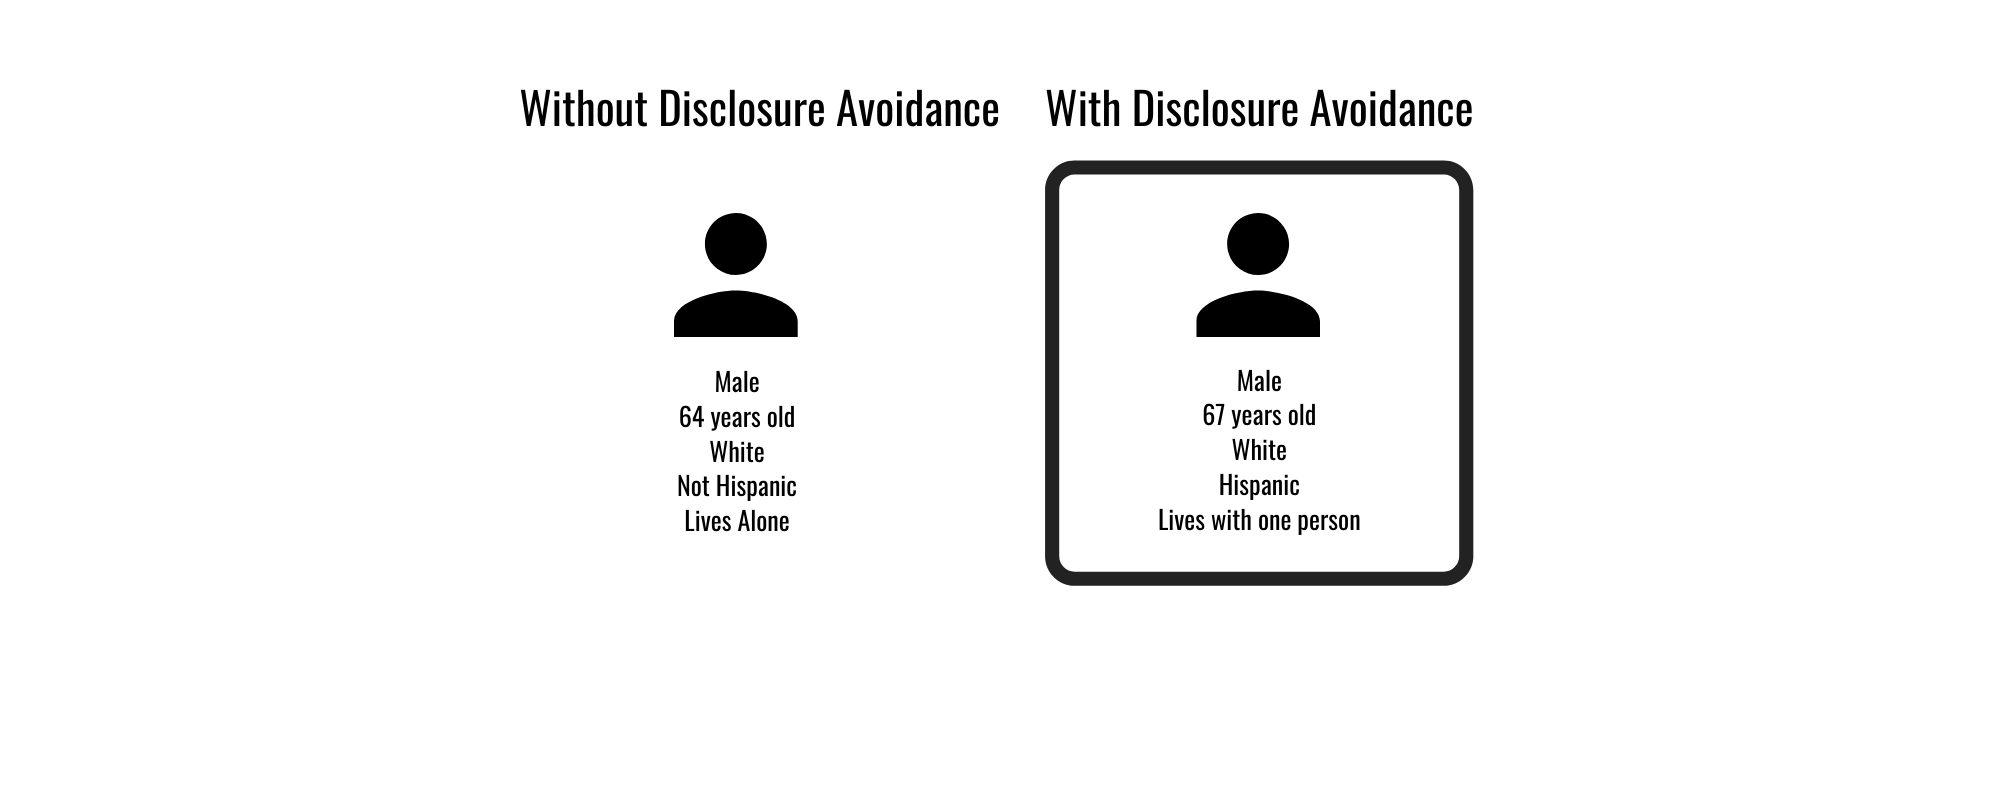 Without Disclosure Avoidance
Male
64 years old
White
Not Hispanic
Lives Alone
With Disclosure Avoidance
Male
67 years old
White
Hispanic
Lives with one person